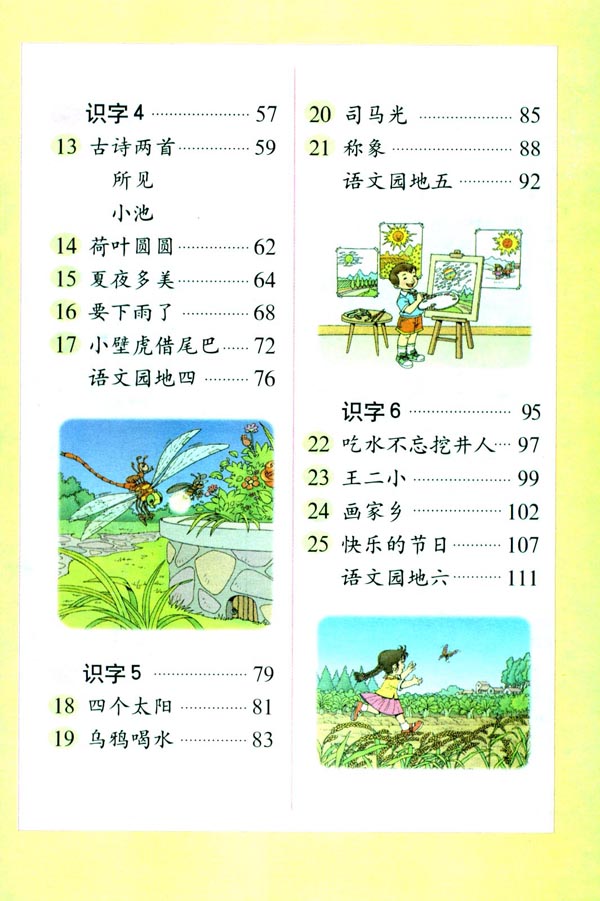 识字4 ………………… 57
13 古诗两首 …………… 59
所见
小池
14 荷叶圆圆 …………… 62
15 夏夜多美 …………… 64
16 要下雨了 …………… 68
17 小壁虎借尾巴 …… 72
语文园地四 ………… 76
识字5 ………………… 79
18 四个太阳 …………… 81
19 乌鸦喝水 …………… 83
20 司马光 ……………… 85
21 称象 ………………… 88
语文园地五 ………… 92
识字6 ………………… 95
22 吃水不忘挖井人 … 97
23 王二小 ……………… 99
24 画家乡 …………… 102
25 快乐的节日 ……… 107
语文园地六 ……… 111